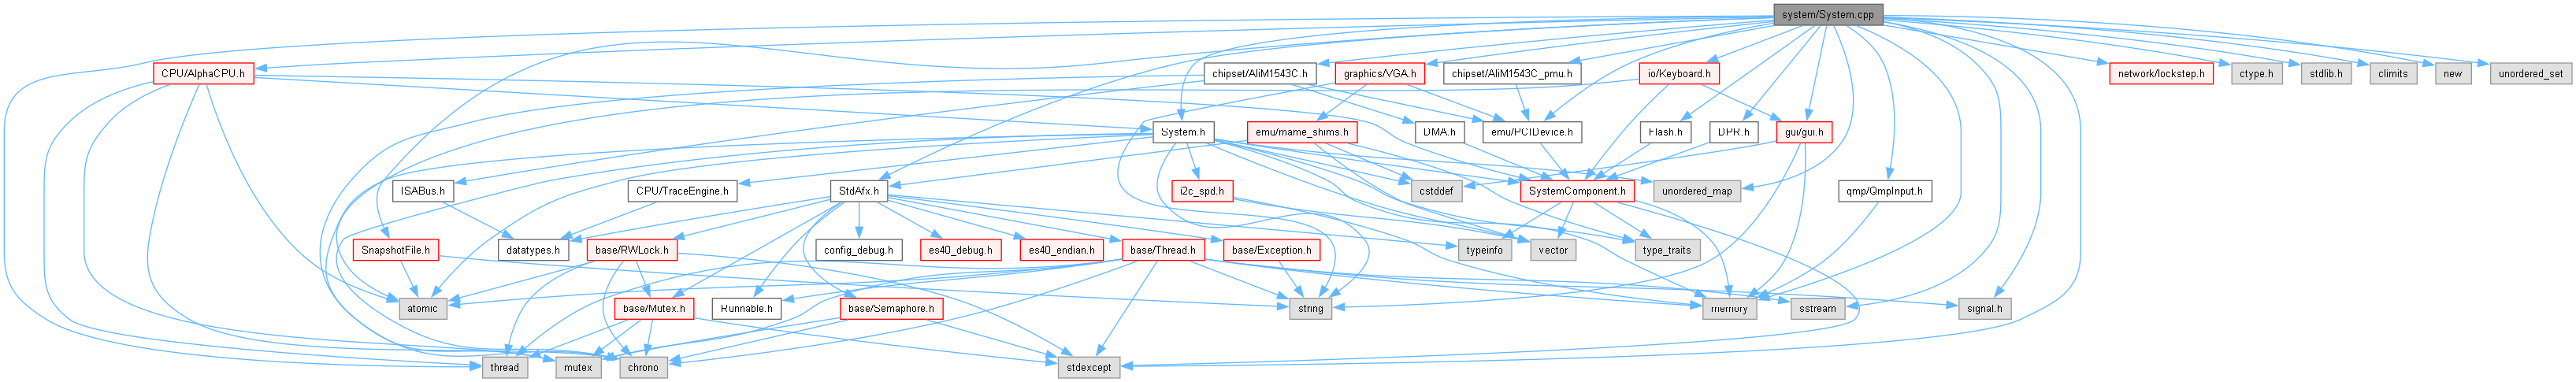 system/System.cpp
CPU/AlphaCPU.h
chipset/AliM1543C.h
graphics/VGA.h
chipset/AliM1543C_pmu.h
io/Keyboard.h
network/lockstep.h
ctype.h
stdlib.h
climits
new
unordered_set
System.h
emu/mame_shims.h
DMA.h
emu/PCIDevice.h
Flash.h
DPR.h
gui/gui.h
ISABus.h
CPU/TraceEngine.h
StdAfx.h
i2c_spd.h
cstddef
SystemComponent.h
unordered_map
qmp/QmpInput.h
SnapshotFile.h
datatypes.h
base/RWLock.h
config_debug.h
es40_debug.h
es40_endian.h
base/Thread.h
base/Exception.h
typeinfo
vector
type_traits
atomic
base/Mutex.h
Runnable.h
base/Semaphore.h
string
memory
sstream
signal.h
thread
mutex
chrono
stdexcept